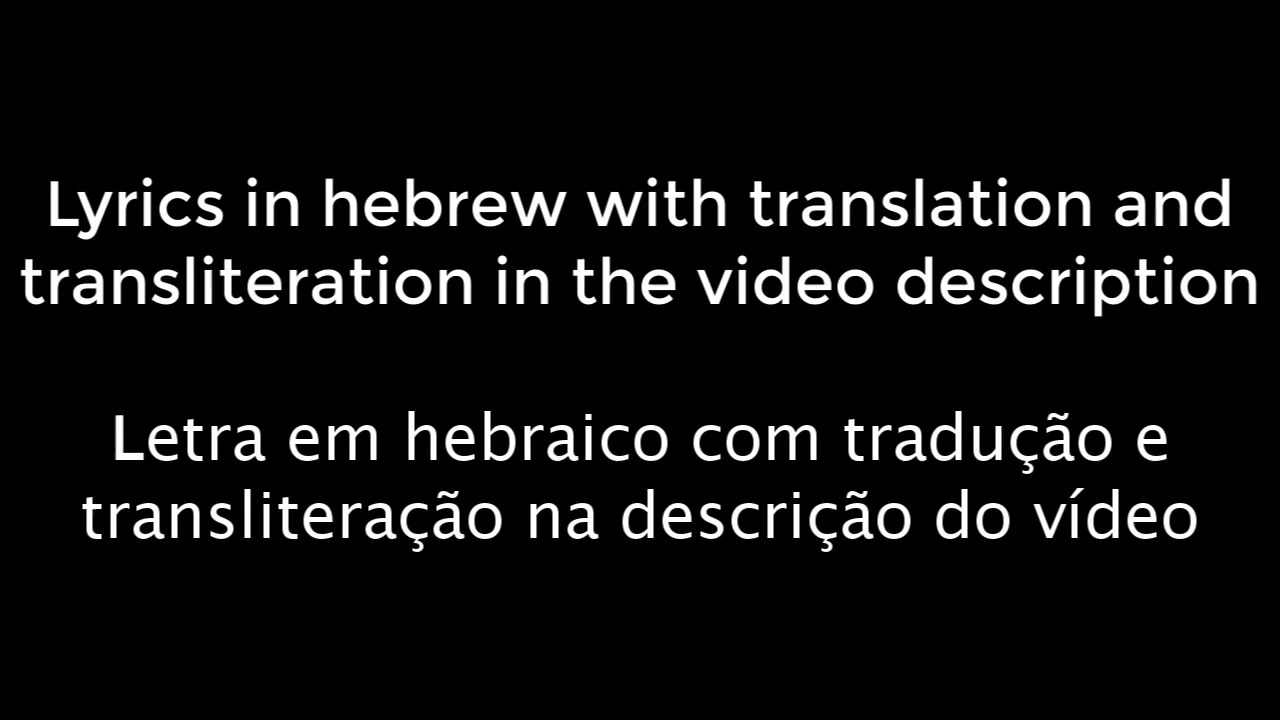 Lyrics in hebrew with translation and
transliteration in the video description
Letra em hebraico com tradução e
transliteração na descrição do vídeo